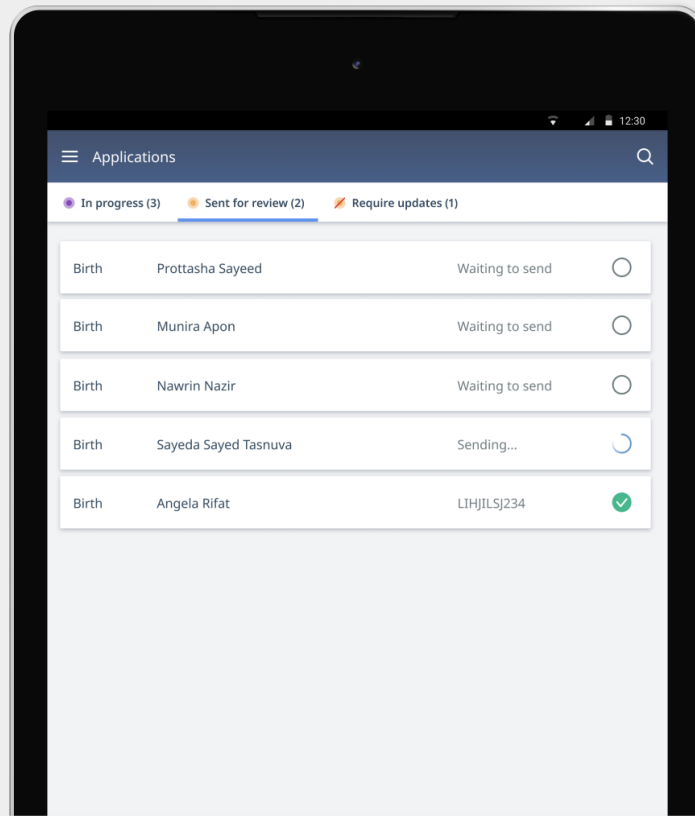 12:30
Applications
In progress (3) Sent for review (2) Require updates (1)
Birth Prottasha Sayeed Waiting to send
Birth Munira Apon Waiting to send
Birth Nawrin Nazir Waiting to send
Birth Sayeda Sayed Tasnuva Sending...
Birth Angela Rifat LIHJILSJ234